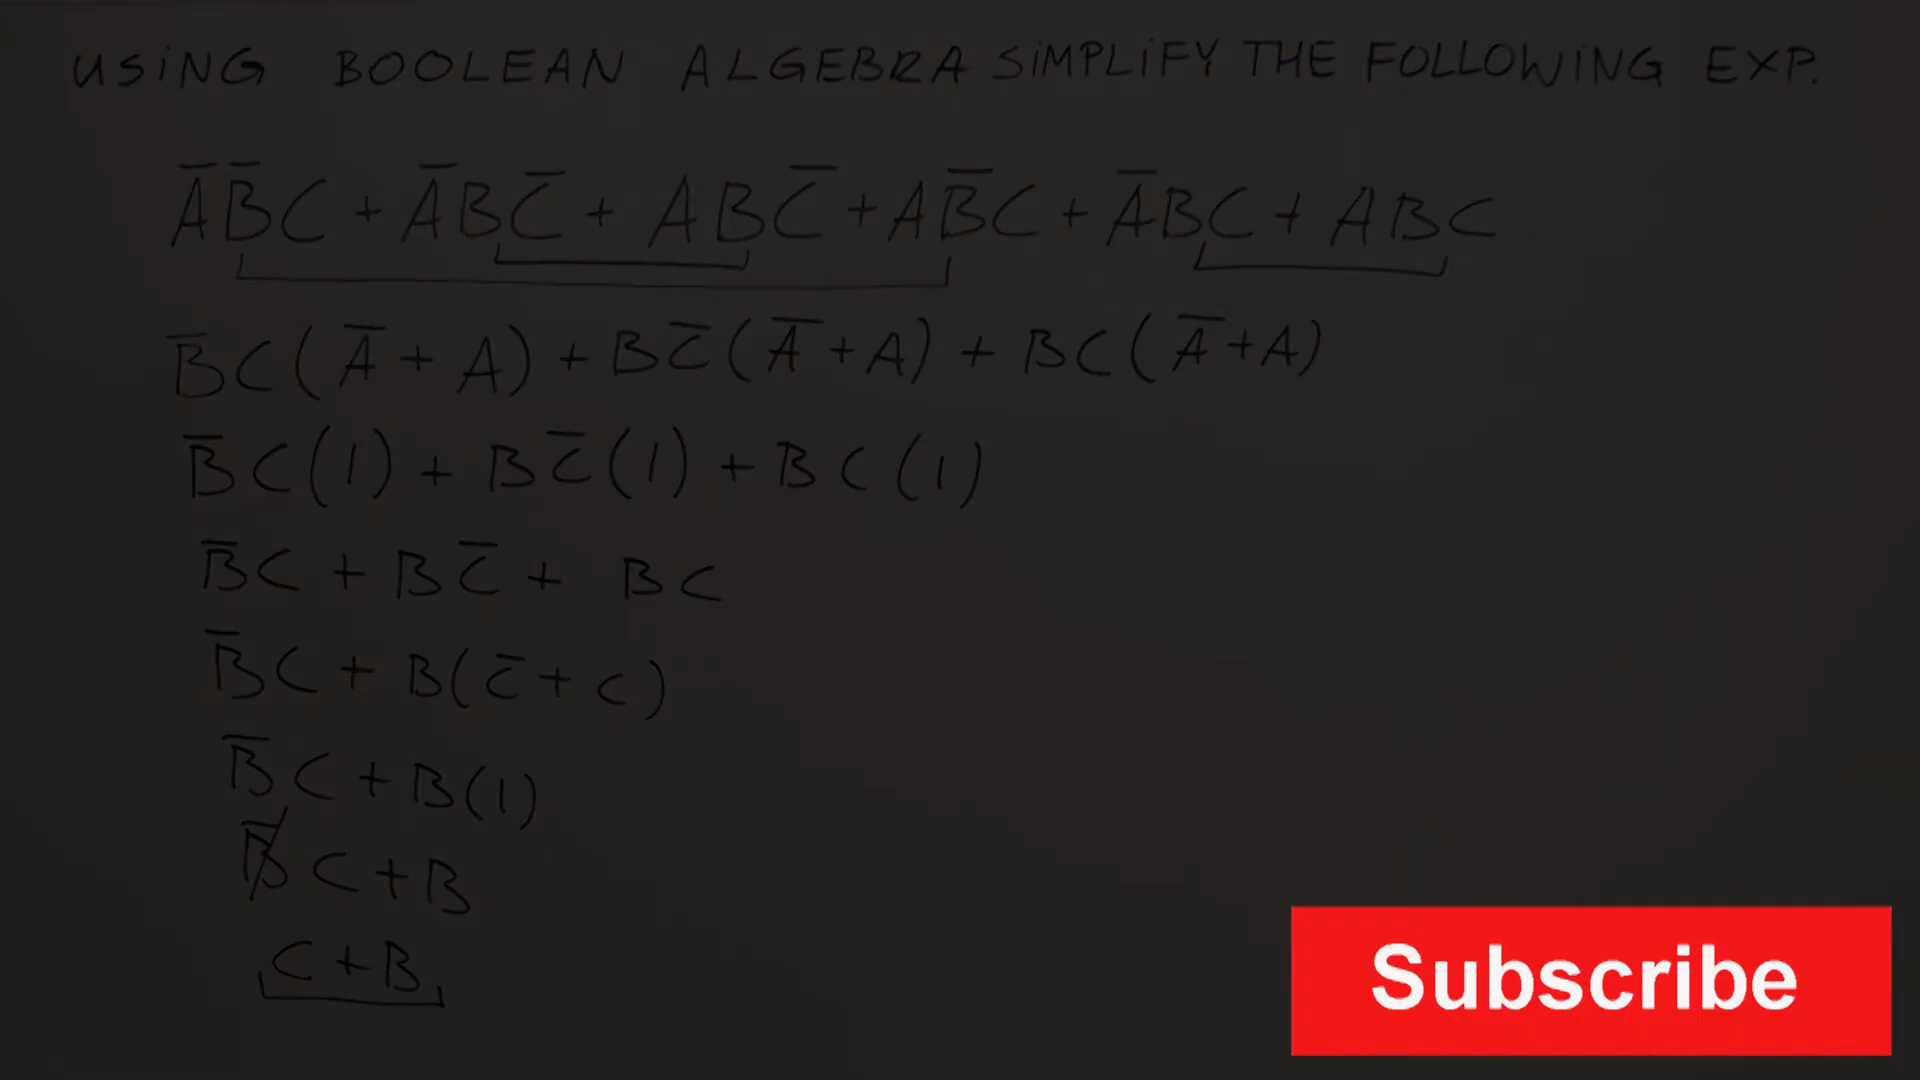 USiNG BOOLEAN ALGEBRA SiMPLiFY THE FOLLOWiNG EXP.
A̅B̅C + A̅BC̅ + ABC̅ + AB̅C + A̅BC + ABC
B̅C(A̅ + A) + BC̅(A̅ + A) + BC(A̅ + A)
B̅C(1) + BC̅(1) + BC(1)
B̅C + BC̅ + BC
B̅C + B(C̅ + C)
B̅C + B(1)
B̅C + B
C + B
Subscribe